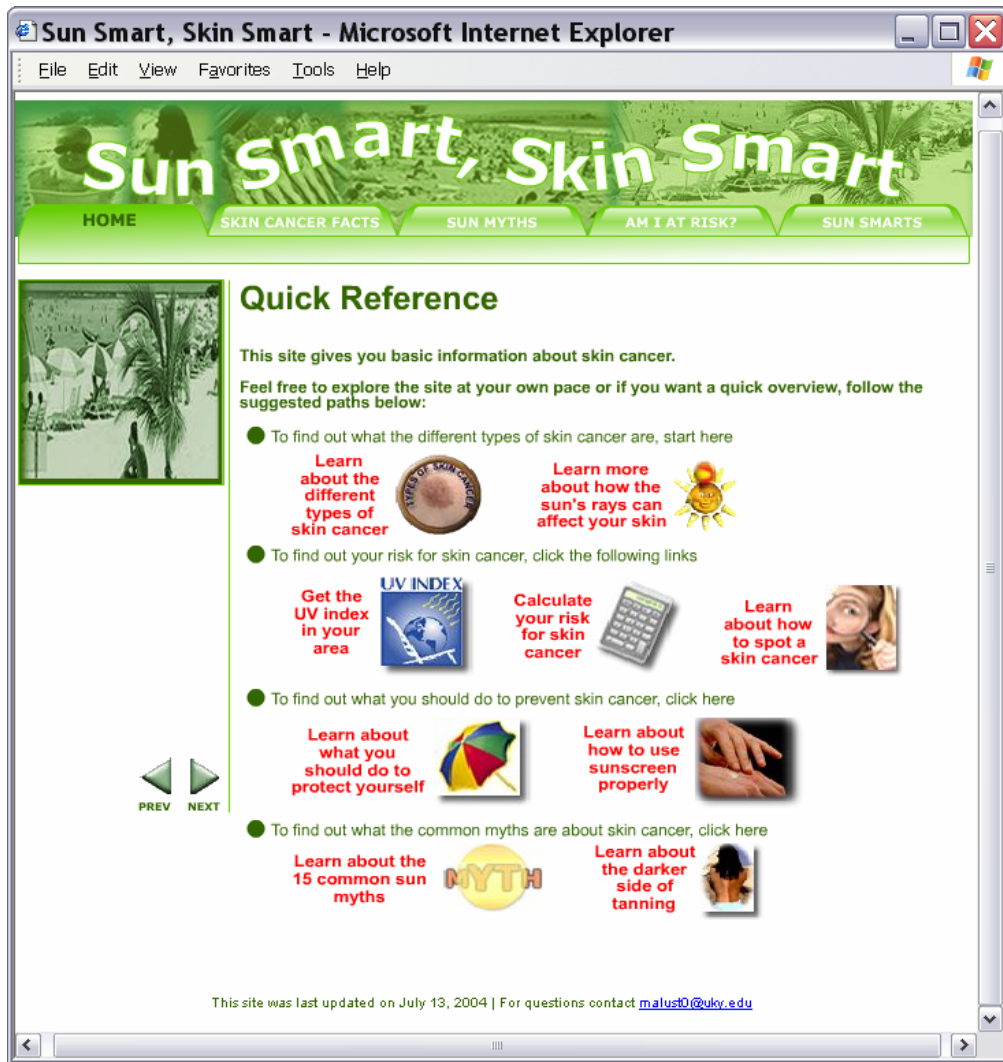 Sun Smart, Skin Smart - Microsoft Internet Explorer
File Edit View Favorites Tools Help
Sun Smart, Skin Smart
HOME SKIN CANCER FACTS SUN MYTHS AM I AT RISK? SUN SMARTS
Quick Reference
This site gives you basic information about skin cancer.
Feel free to explore the site at your own pace or if you want a quick overview, follow the
suggested paths below:
To find out what the different types of skin cancer are, start here
Learn
about the
different
types of
skin cancer
TYPES OF SKIN CANCER
Learn more
about how the
sun's rays can
affect your skin
To find out your risk for skin cancer, click the following links
Get the
UV index
in your
area
UV INDEX
Calculate
your risk
for skin
cancer
Learn
about how
to spot a
skin cancer
To find out what you should do to prevent skin cancer, click here
Learn about
what you
should do to
protect yourself
Learn about
how to use
sunscreen
properly
PREV NEXT
To find out what the common myths are about skin cancer, click here
Learn about the
15 common sun
myths
MYTH
Learn about
the darker
side of
tanning
This site was last updated on July 13, 2004 | For questions contact malust0@uky.edu